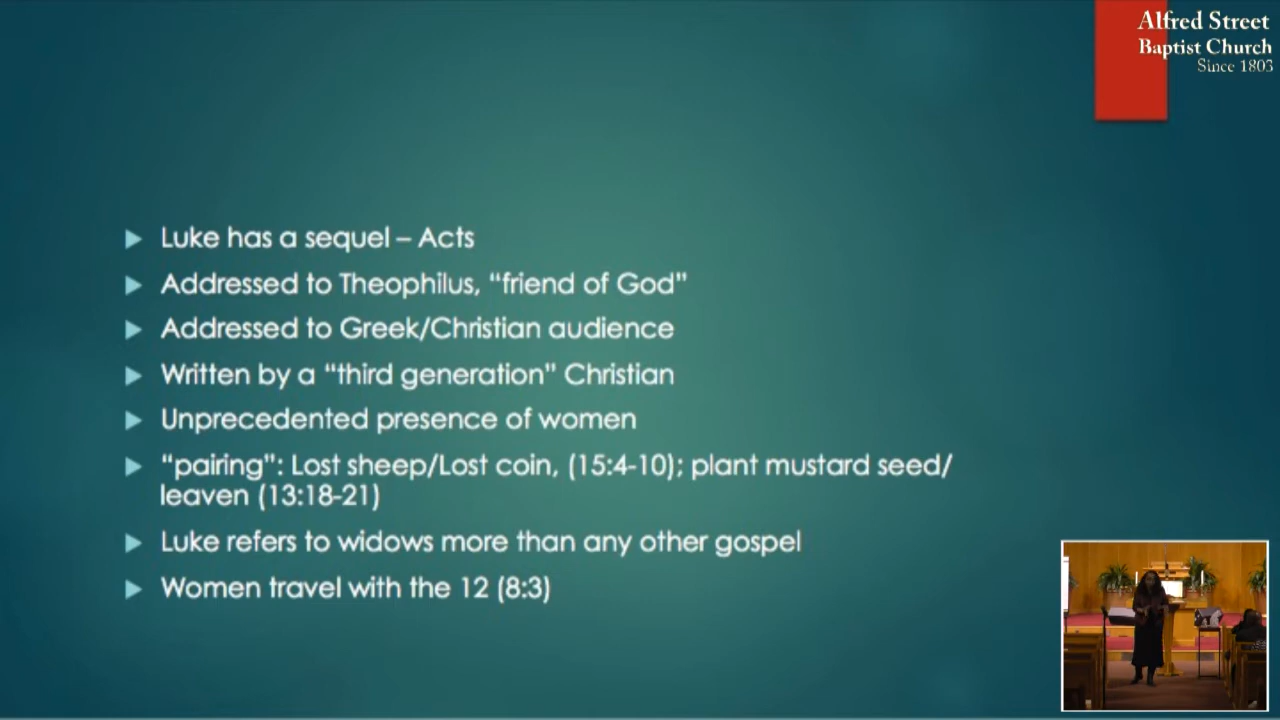 Alfred Street
Baptist Church
Since 1803
Luke has a sequel – Acts
Addressed to Theophilus, “friend of God”
Addressed to Greek/Christian audience
Written by a “third generation” Christian
Unprecedented presence of women
“pairing”: Lost sheep/Lost coin, (15:4-10); plant mustard seed/
leaven (13:18-21)
Luke refers to widows more than any other gospel
Women travel with the 12 (8:3)